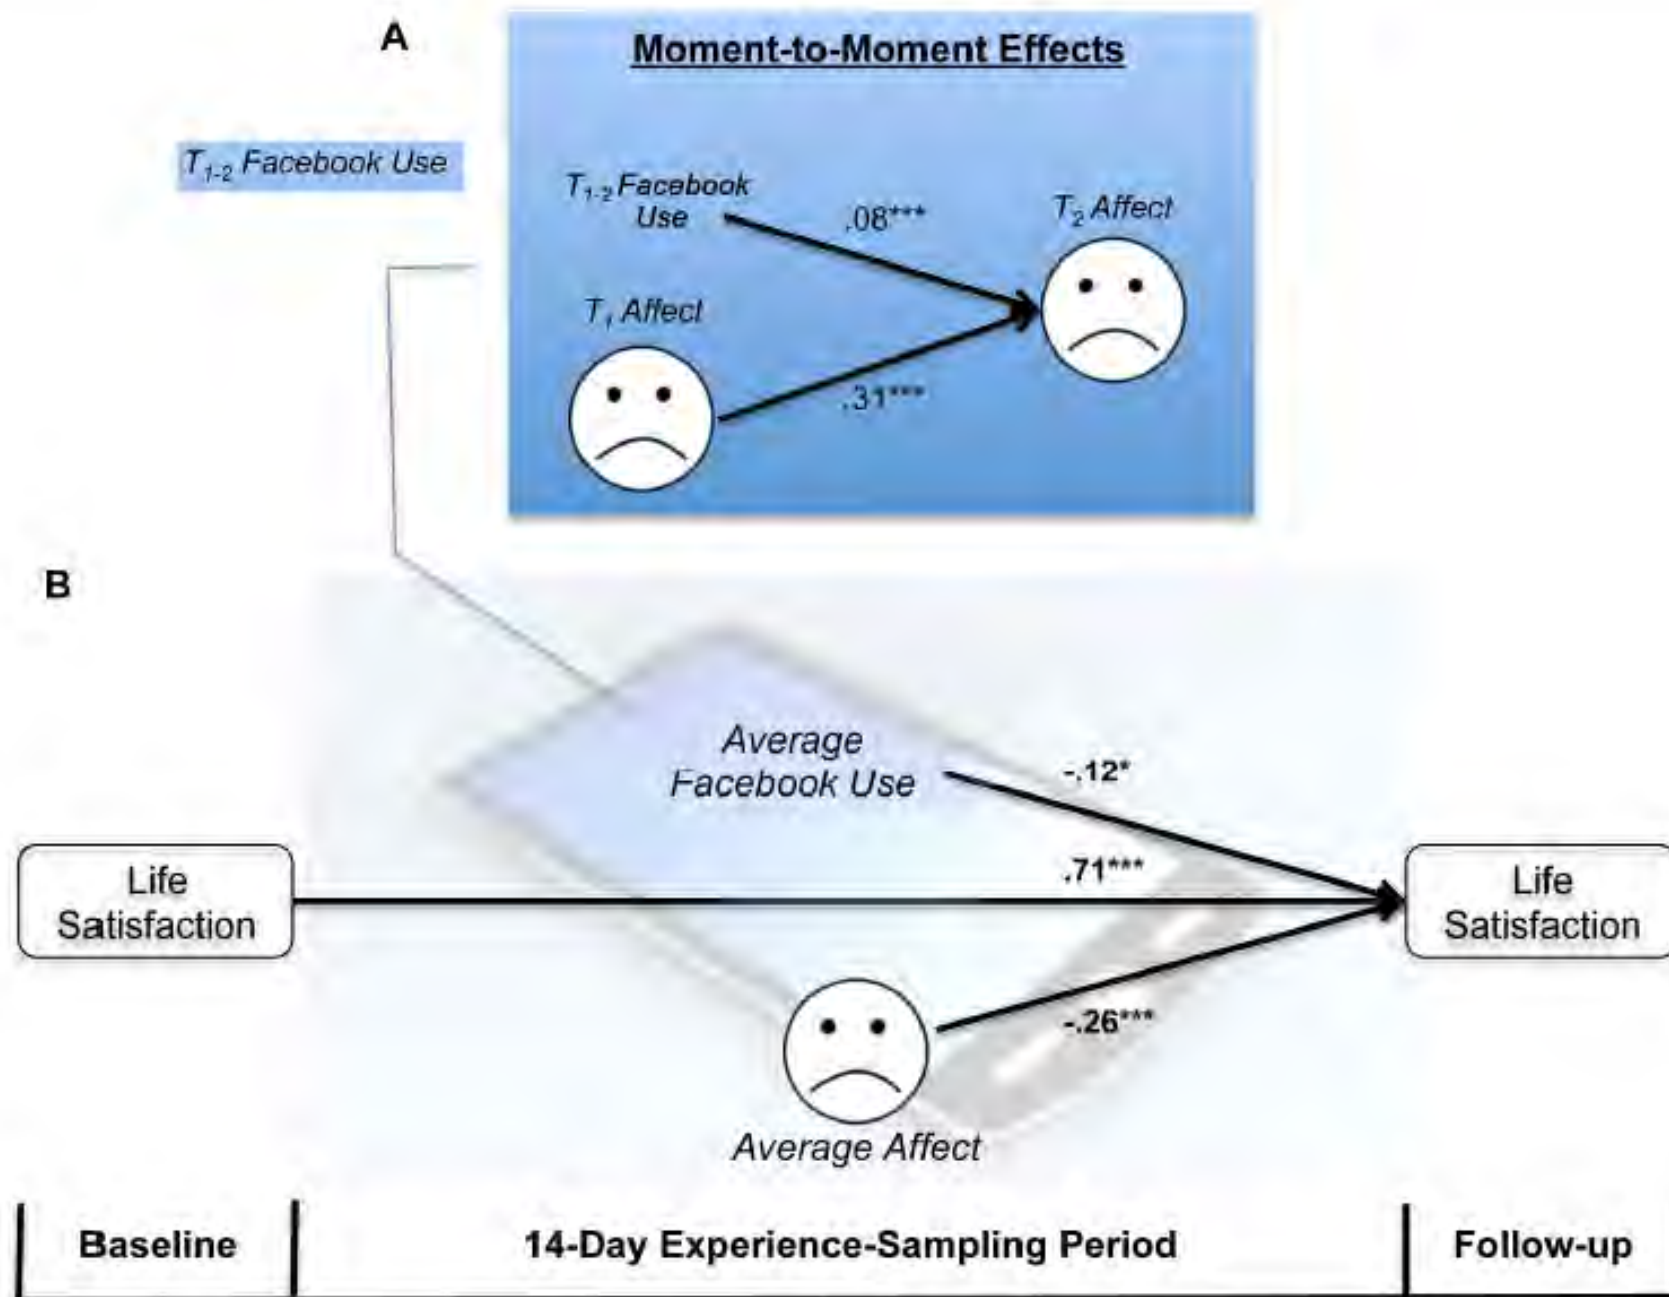 A
Moment-to-Moment Effects
T1-2 Facebook Use
T1-2 Facebook
Use
.08***
T2 Affect
T1 Affect
.31***
B
Average
Facebook Use
-.12*
.71***
Life
Satisfaction
Life
Satisfaction
-.26***
Average Affect
Baseline
14-Day Experience-Sampling Period
Follow-up